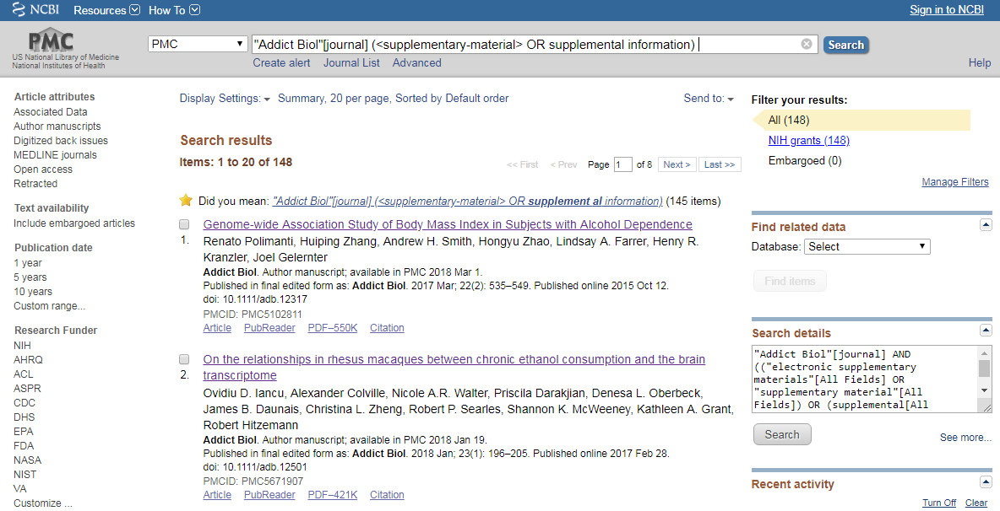 NCBI Resources How To Sign in to NCBI
PMC
US National Library of Medicine
National Institutes of Health
PMC "Addict Biol"[journal] (<supplementary-material> OR supplemental information) Search
Create alert Journal List Advanced Help
Article attributes
Associated Data
Author manuscripts
Digitized back issues
MEDLINE journals
Open access
Retracted
Text availability
Include embargoed articles
Publication date
1 year
5 years
10 years
Custom range...
Research Funder
NIH
AHRQ
ACL
ASPR
CDC
DHS
EPA
FDA
NASA
NIST
VA
Customize ...
Display Settings: Summary, 20 per page, Sorted by Default order Send to:
Search results
Items: 1 to 20 of 148
<< First < Prev Page 1 of 8 Next > Last >>
Did you mean: "Addict Biol"[journal] (<supplementary-material> OR supplement al information) (145 items)
Genome-wide Association Study of Body Mass Index in Subjects with Alcohol Dependence
1. Renato Polimanti, Huiping Zhang, Andrew H. Smith, Hongyu Zhao, Lindsay A. Farrer, Henry R.
Kranzler, Joel Gelernter
Addict Biol. Author manuscript; available in PMC 2018 Mar 1.
Published in final edited form as: Addict Biol. 2017 Mar; 22(2): 535–549. Published online 2015 Oct 12.
doi: 10.1111/adb.12317
PMCID: PMC5102811
Article PubReader PDF–550K Citation
On the relationships in rhesus macaques between chronic ethanol consumption and the brain
2. transcriptome
Ovidiu D. Iancu, Alexander Colville, Nicole A.R. Walter, Priscila Darakjian, Denesa L. Oberbeck,
James B. Daunais, Christina L. Zheng, Robert P. Searles, Shannon K. McWeeney, Kathleen A. Grant,
Robert Hitzemann
Addict Biol. Author manuscript; available in PMC 2018 Jan 19.
Published in final edited form as: Addict Biol. 2018 Jan; 23(1): 196–205. Published online 2017 Feb 28.
doi: 10.1111/adb.12501
PMCID: PMC5671907
Article PubReader PDF–421K Citation
Filter your results:
All (148)
NIH grants (148)
Embargoed (0)
Manage Filters
Find related data
Database: Select
Find items
Search details
"Addict Biol"[journal] AND
(("electronic supplementary
materials"[All Fields] OR
"supplementary material"[All
Fields]) OR (supplemental[All
Search See more...
Recent activity
Turn Off Clear